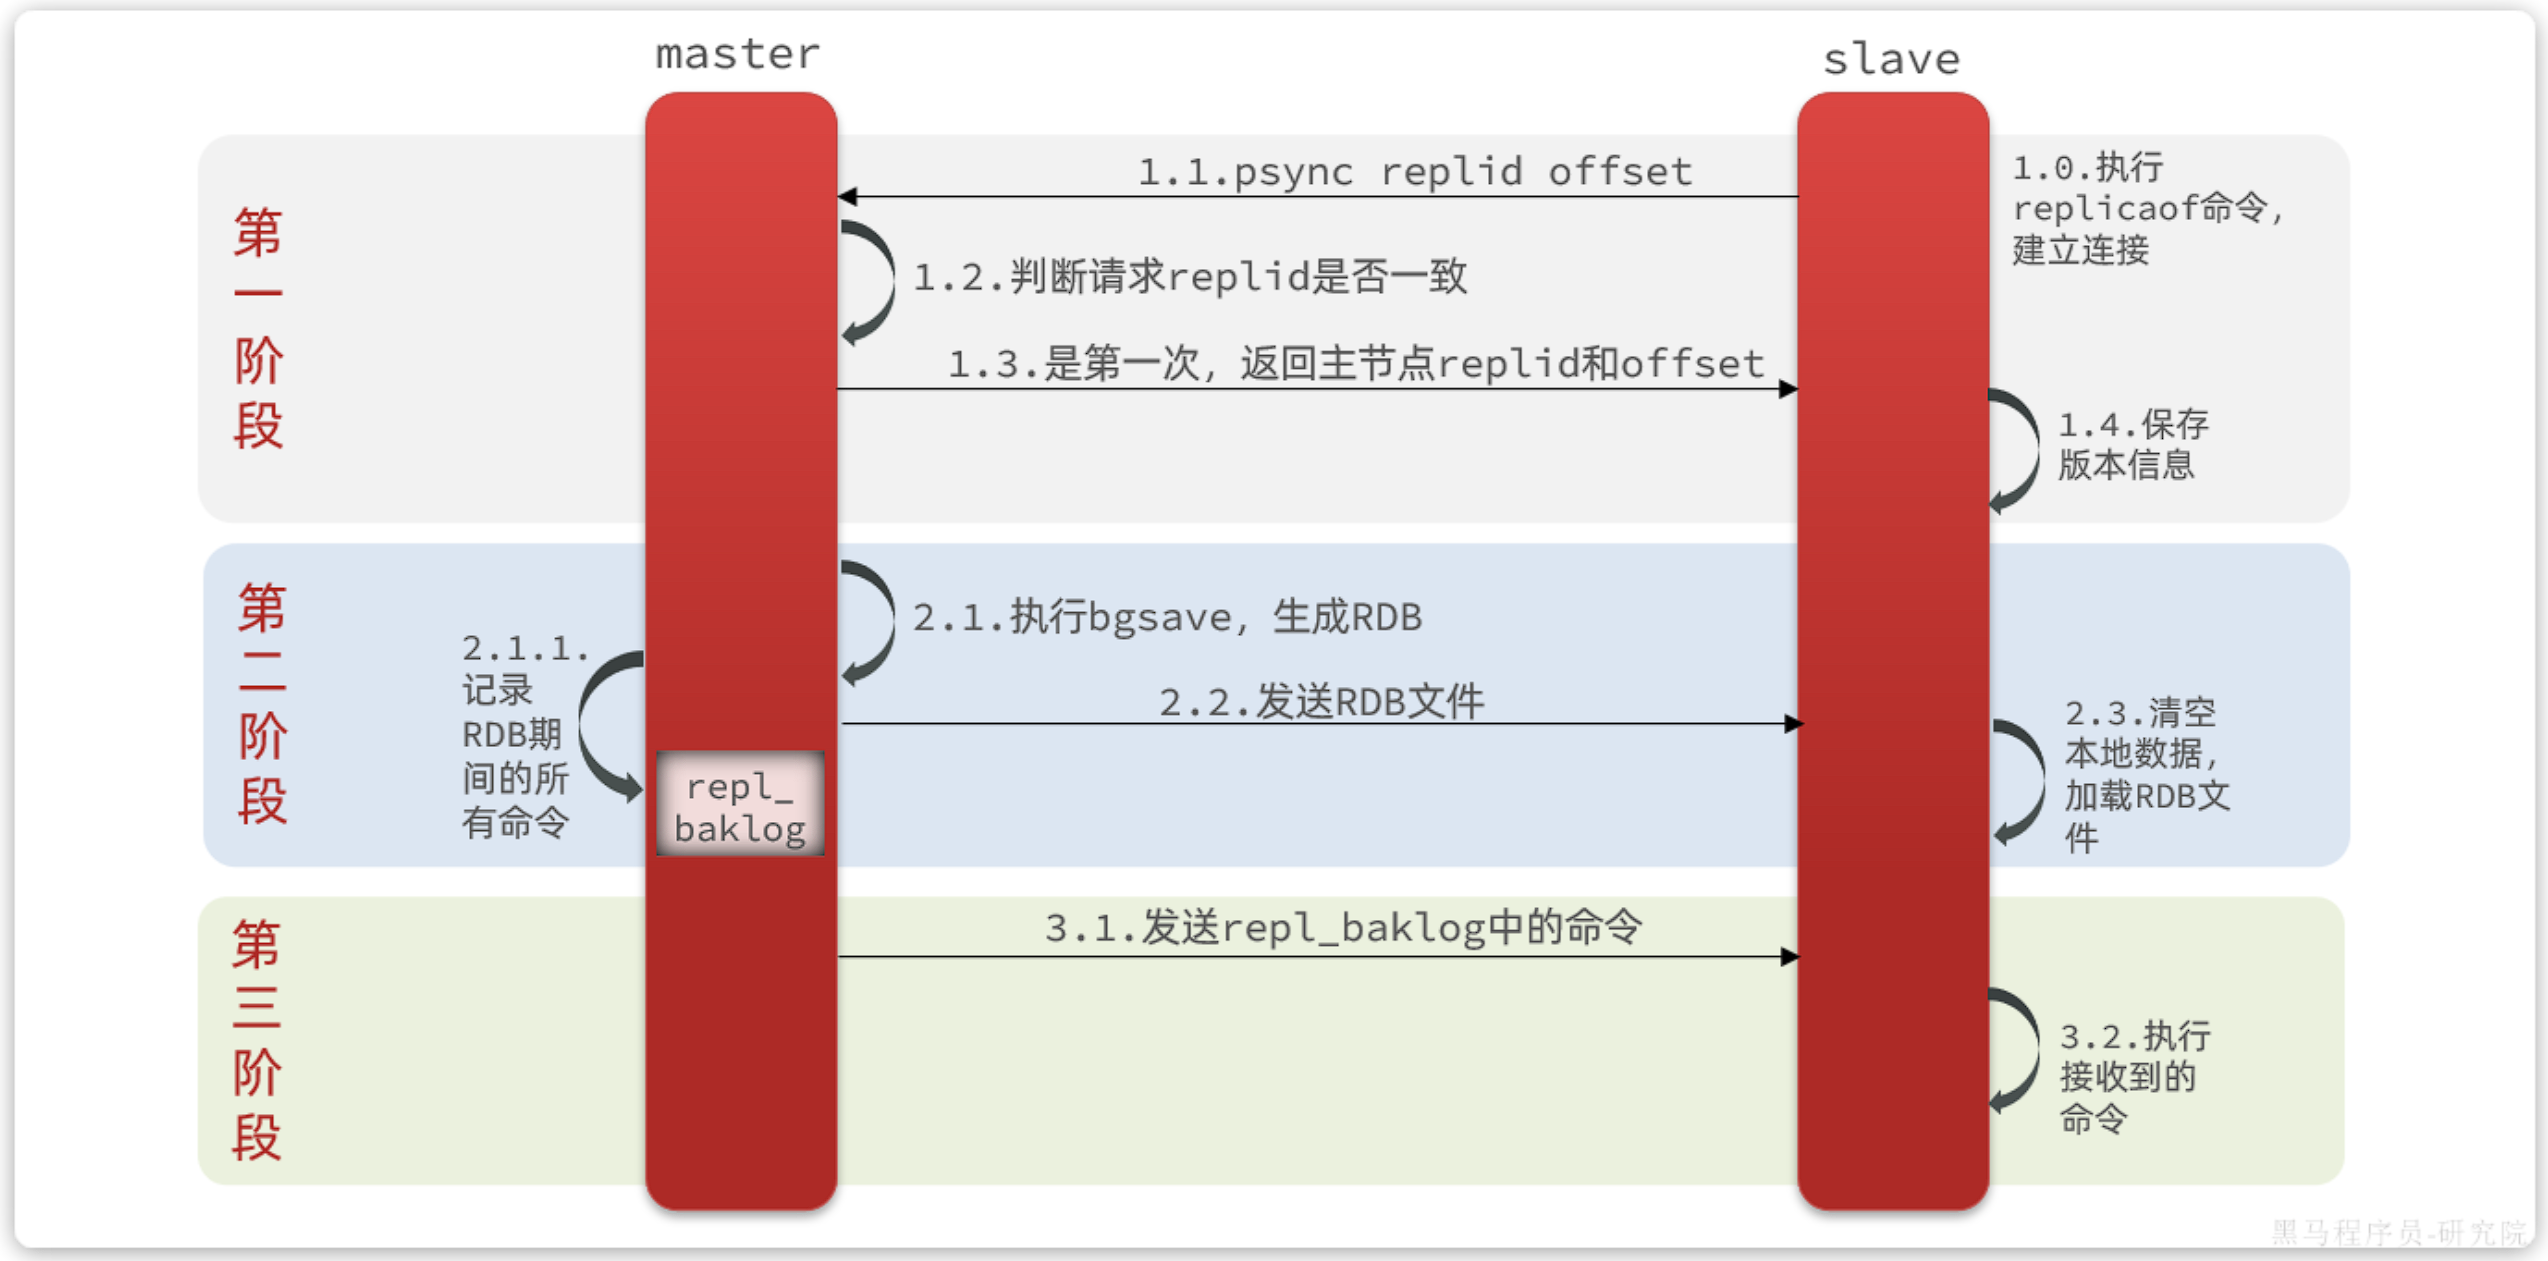 master
slave
第一阶段
1.0.执行
replicaof命令,
建立连接
1.1.psync replid offset
1.2.判断请求replid是否一致
1.3.是第一次，返回主节点replid和offset
1.4.保存
版本信息
第二阶段
2.1.执行bgsave，生成RDB
2.1.1.
记录
RDB期
间的所
有命令
repl_
baklog
2.2.发送RDB文件
2.3.清空
本地数据，
加载RDB文
件
第三阶段
3.1.发送repl_baklog中的命令
3.2.执行
接收到的
命令
黑马程序员-研究院